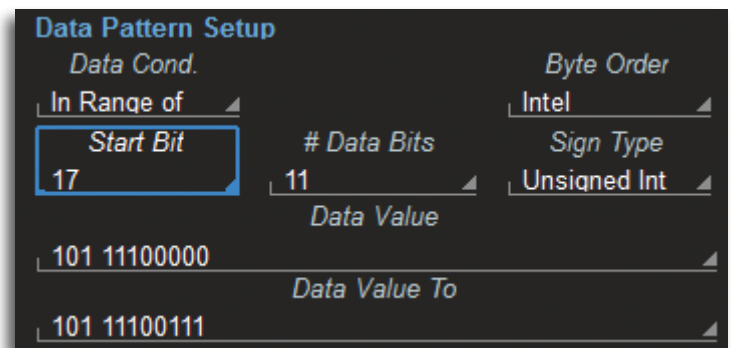 Data Pattern Setup
Data Cond. Byte Order
In Range of Intel
Start Bit # Data Bits Sign Type
17 11 Unsigned Int
Data Value
101 11100000
Data Value To
101 11100111